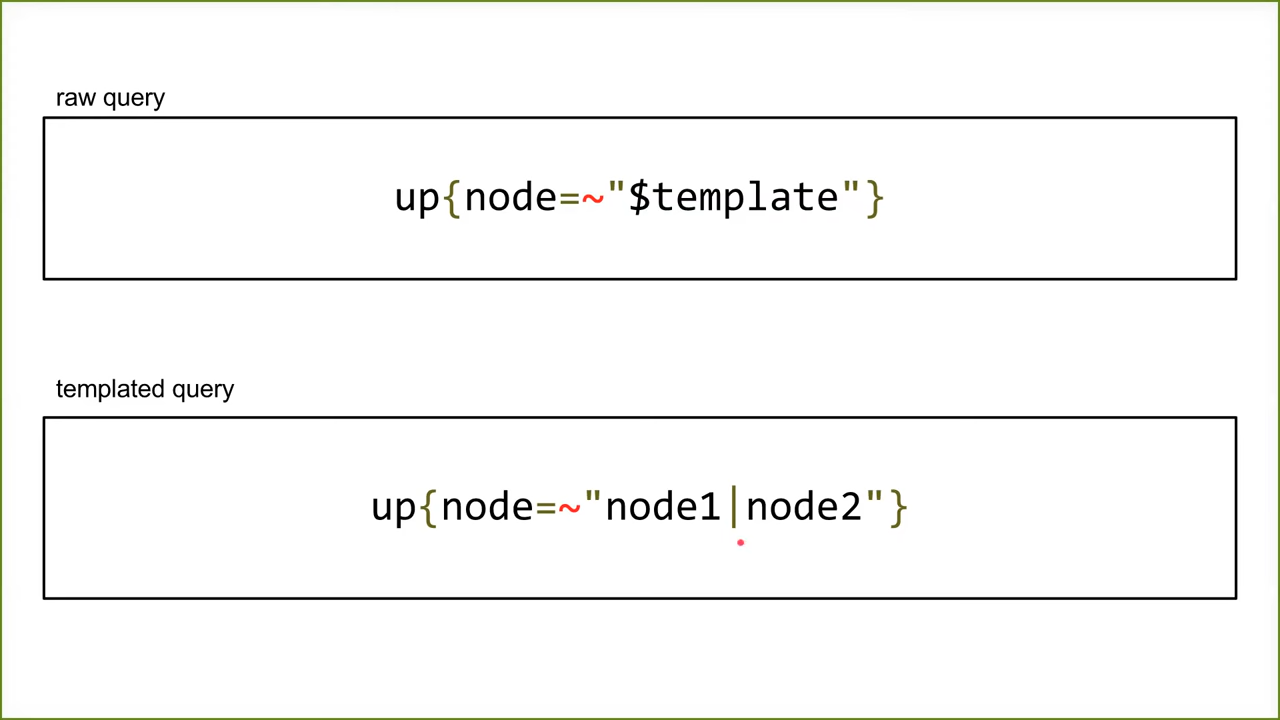 raw query
up{node=~"$template"}
templated query
up{node=~"node1|node2"}